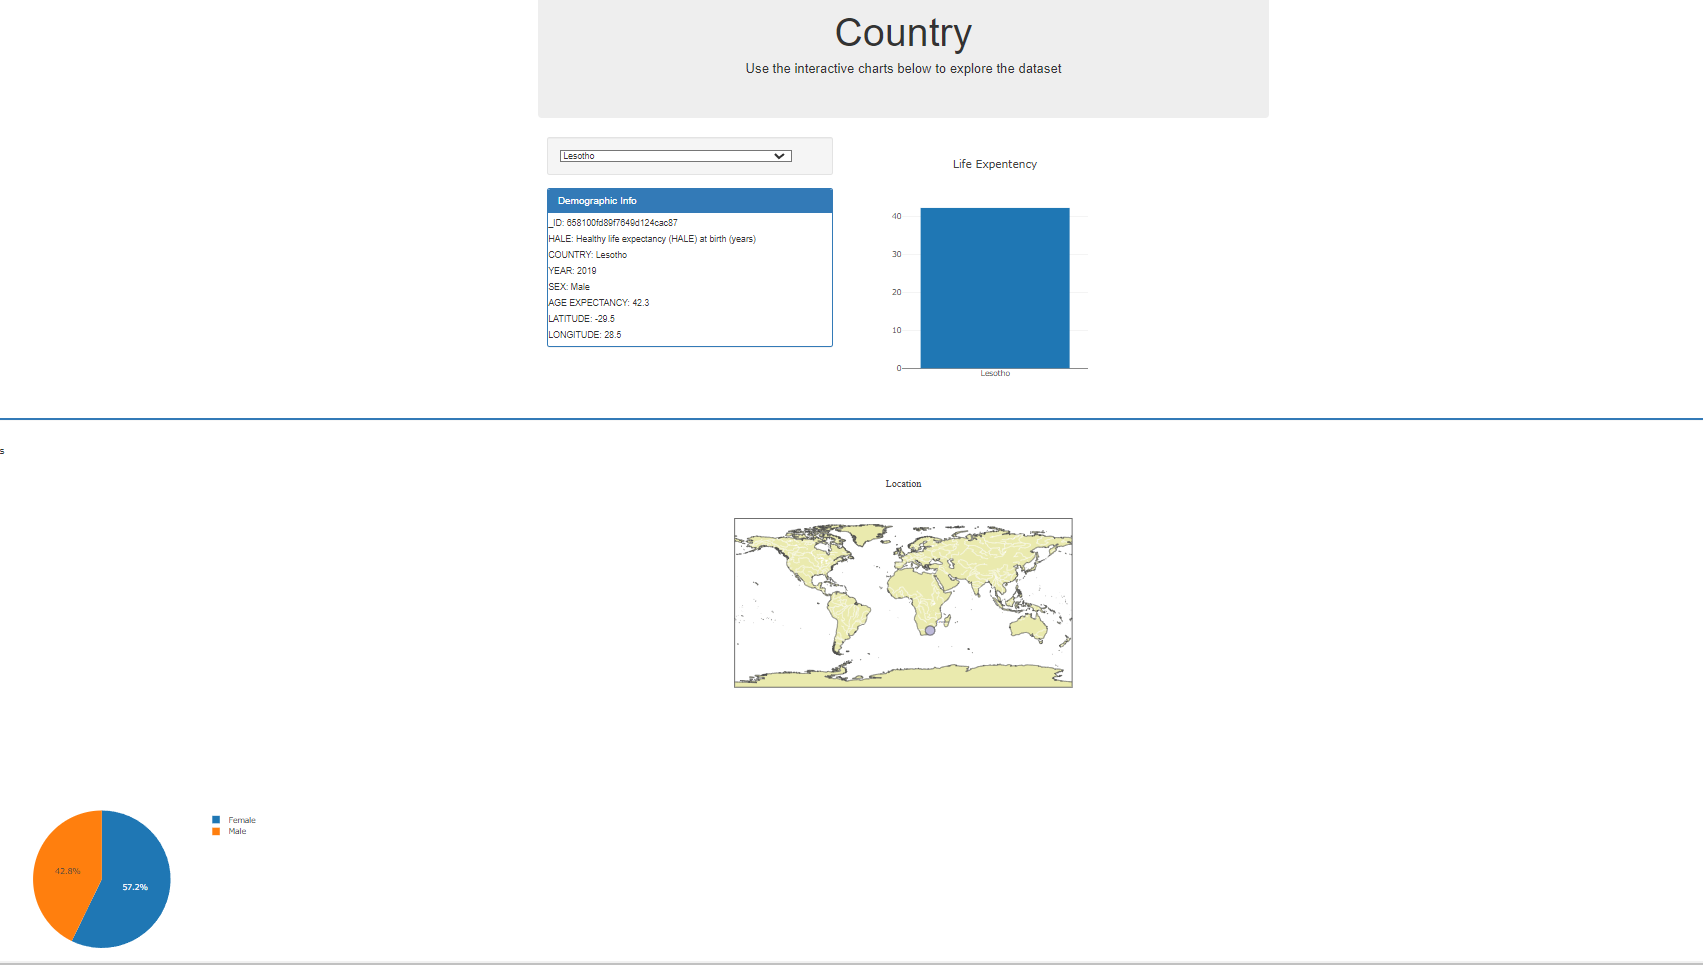 Country
Use the interactive charts below to explore the dataset
Lesotho
Demographic Info
_ID: 658100fd89f7649d124cac87
HALE: Healthy life expectancy (HALE) at birth (years)
COUNTRY: Lesotho
YEAR: 2019
SEX: Male
AGE EXPECTANCY: 42.3
LATITUDE: -29.5
LONGITUDE: 28.5
Life Expentency
40
30
20
10
0
Lesotho
s
Location
Female
Male
42.8%
57.2%